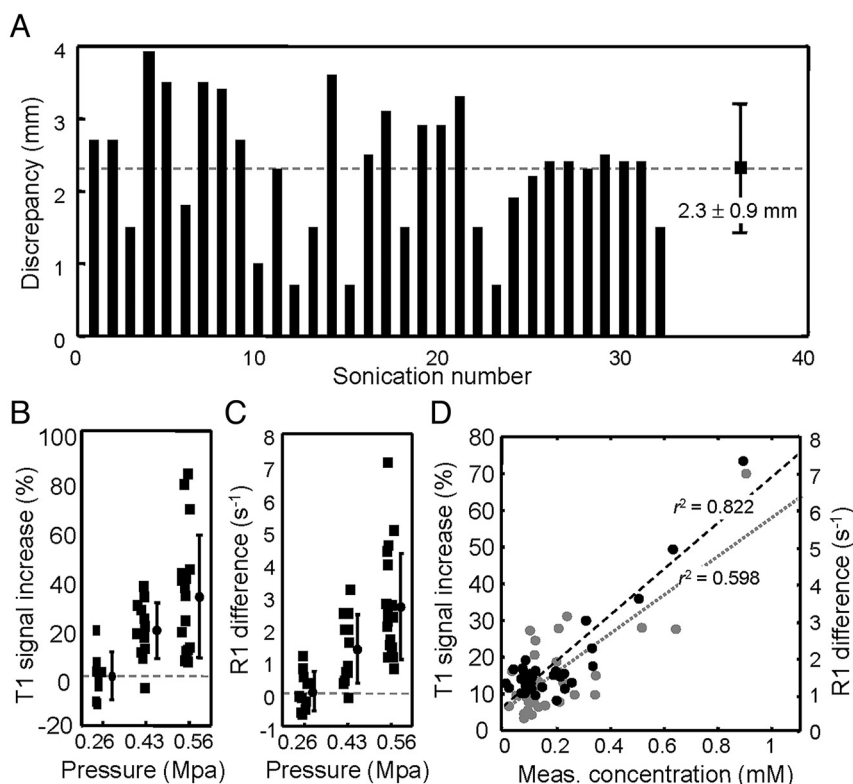 A
4
3
2
1
0
Discrepancy (mm)
2.3 ± 0.9 mm
0 10 20 30 40
Sonication number
B
100
80
60
40
20
0
-20
T1 signal increase (%)
0.26 0.43 0.56
Pressure (Mpa)
C
8
7
6
5
4
3
2
1
0
-1
R1 difference (s⁻¹)
0.26 0.43 0.56
Pressure (Mpa)
D
80
70
60
50
40
30
20
10
0
T1 signal increase (%)
r² = 0.822
r² = 0.598
8
7
6
5
4
3
2
1
0
R1 difference (s⁻¹)
0 0.2 0.4 0.6 0.8 1
Meas. concentration (mM)